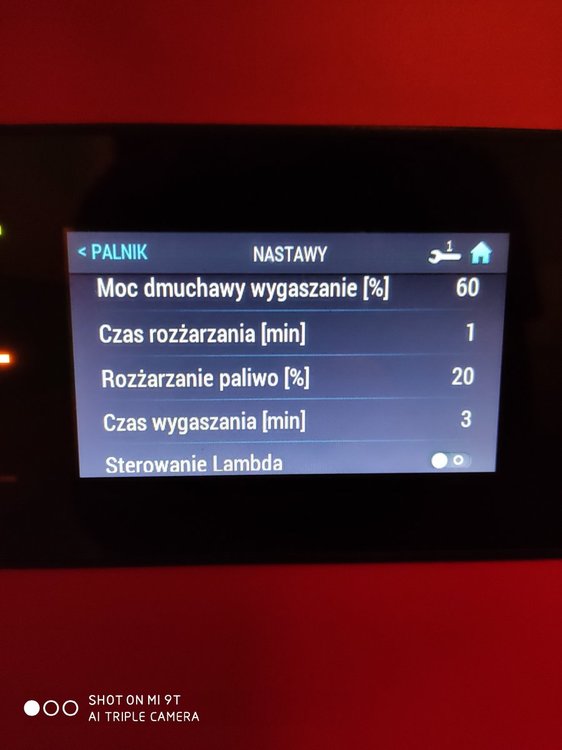 < PALNIK NASTAWY 1
Moc dmuchawy wygaszanie [%] 60
Czas rozżarzania [min] 1
Rozżarzanie paliwo [%] 20
Czas wygaszania [min] 3
Sterowanie Lambda
SHOT ON MI 9T
AI TRIPLE CAMERA